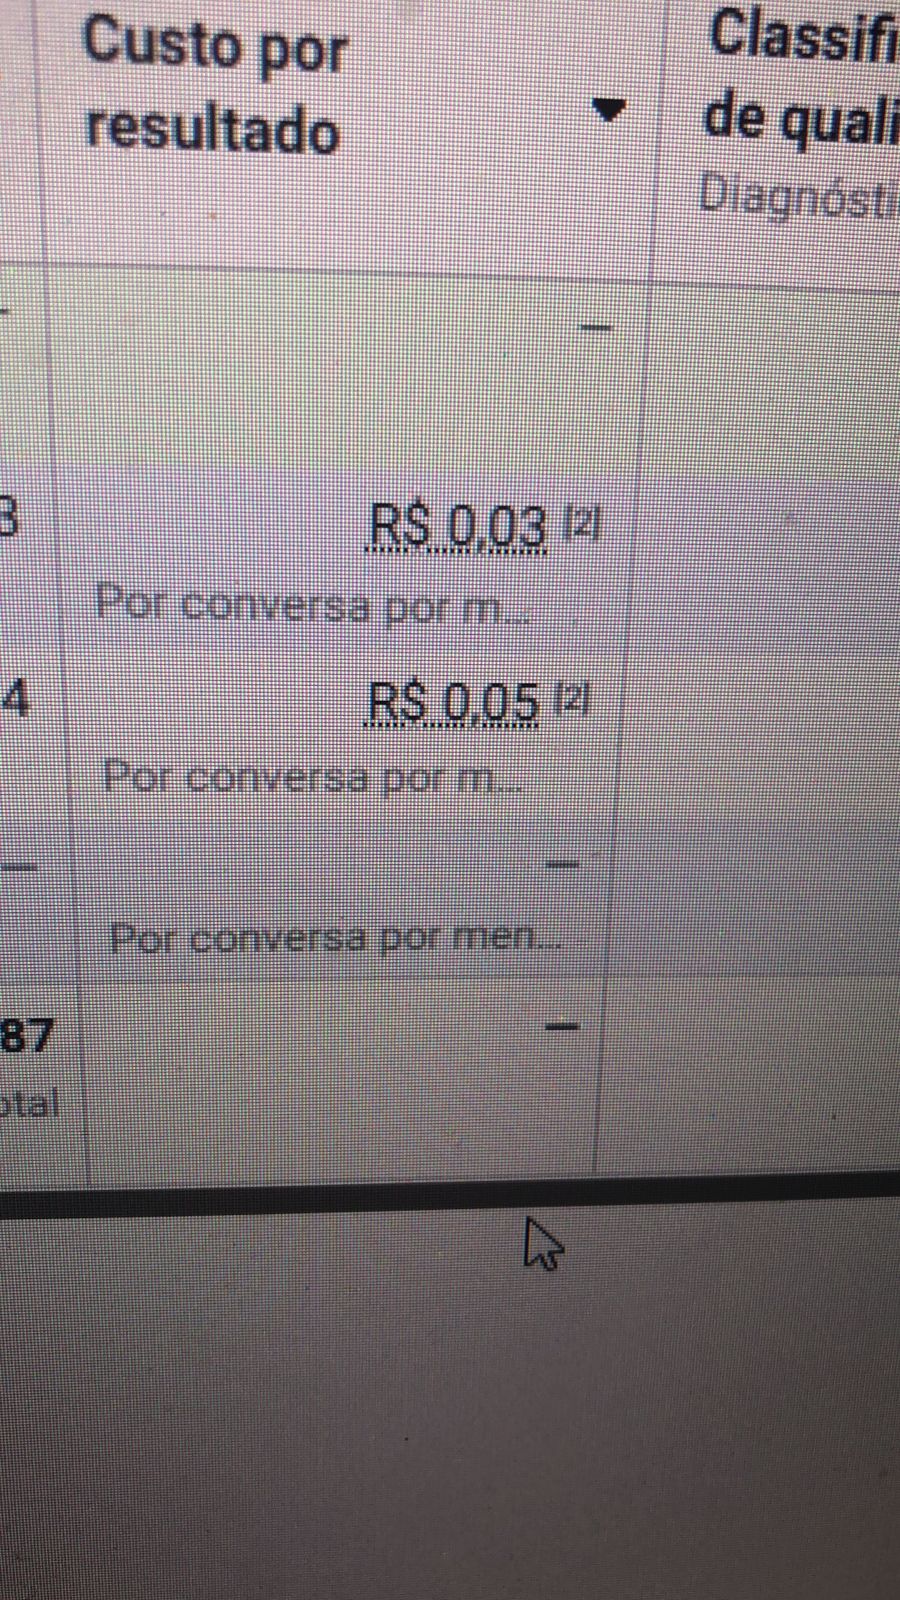 Custo por
resultado
Classifi
de quali
Diagnósti
—
3
R$ 0,03 [2]
Por conversa por m...
4
R$ 0,05 [2]
Por conversa por m...
—
—
Por conversa por men...
87
—
otal